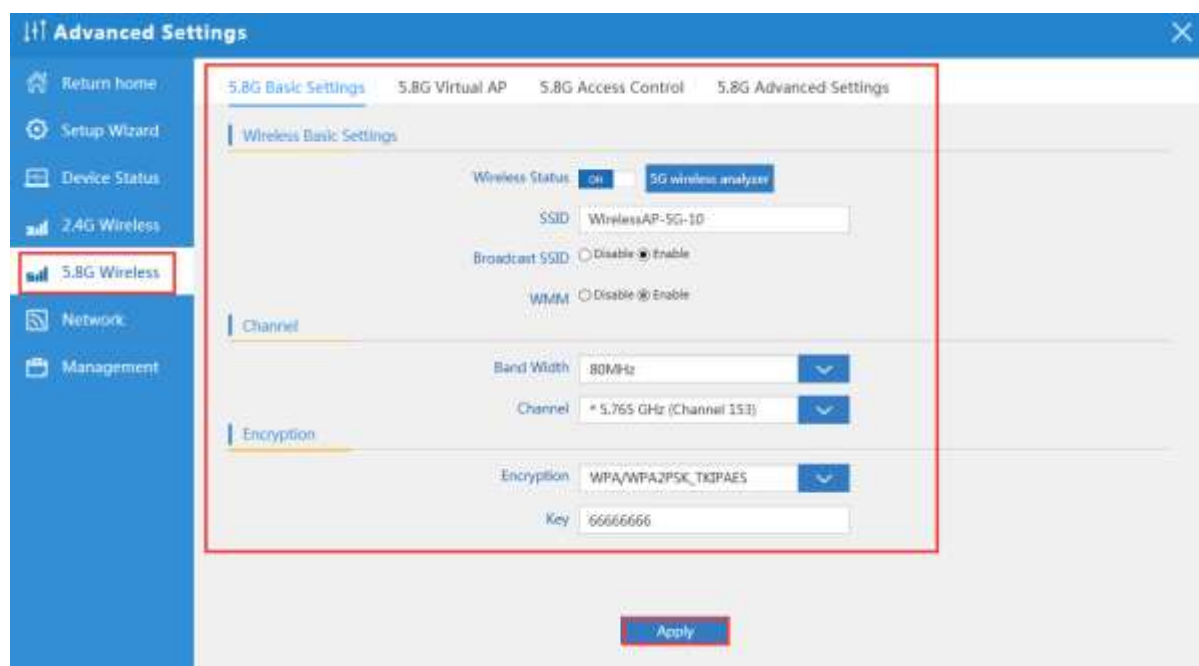 Advanced Settings
Return home
Setup Wizard
Device Status
2.4G Wireless
5.8G Wireless
Network
Management
5.8G Basic Settings 5.8G Virtual AP 5.8G Access Control 5.8G Advanced Settings
Wireless Basic Settings
Wireless Status ON 5G wireless analyzer
SSID WirelessAP-5G-10
Broadcast SSID Disable Enable
WMM Disable Enable
Channel
Band Width 80MHz
Channel * 5.765 GHz (Channel 153)
Encryption
Encryption WPA/WPA2PSK_TKIPAES
Key 66666666
Apply